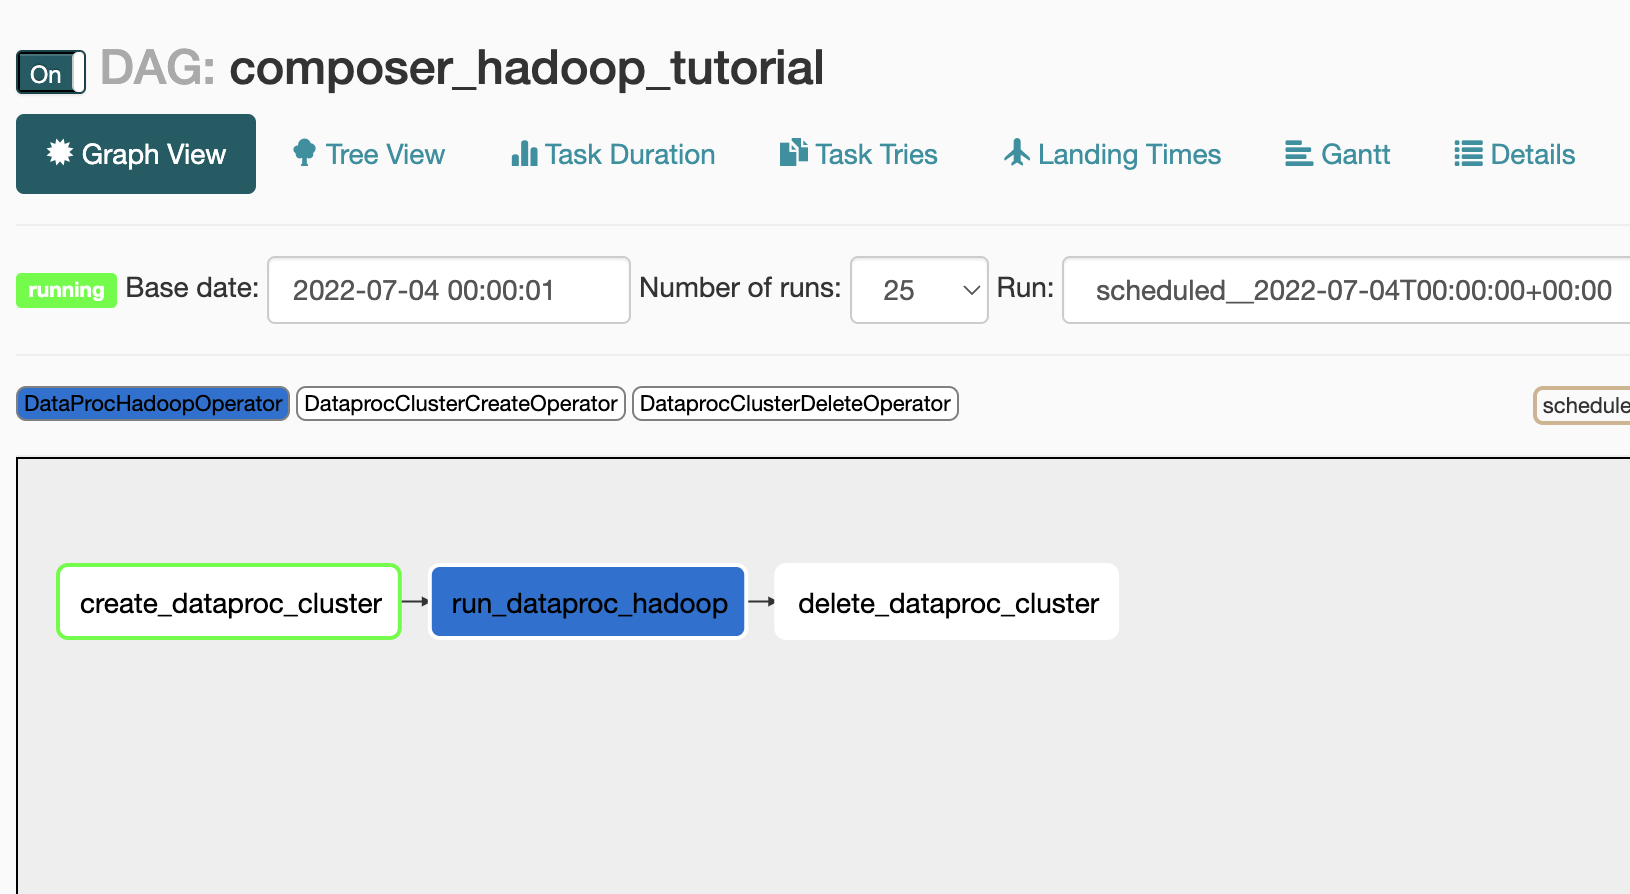 On DAG: composer_hadoop_tutorial
Graph View Tree View Task Duration Task Tries Landing Times Gantt Details
running Base date: 2022-07-04 00:00:01 Number of runs: 25 Run: scheduled__2022-07-04T00:00:00+00:00
DataProcHadoopOperator DataprocClusterCreateOperator DataprocClusterDeleteOperator schedule
create_dataproc_cluster run_dataproc_hadoop delete_dataproc_cluster